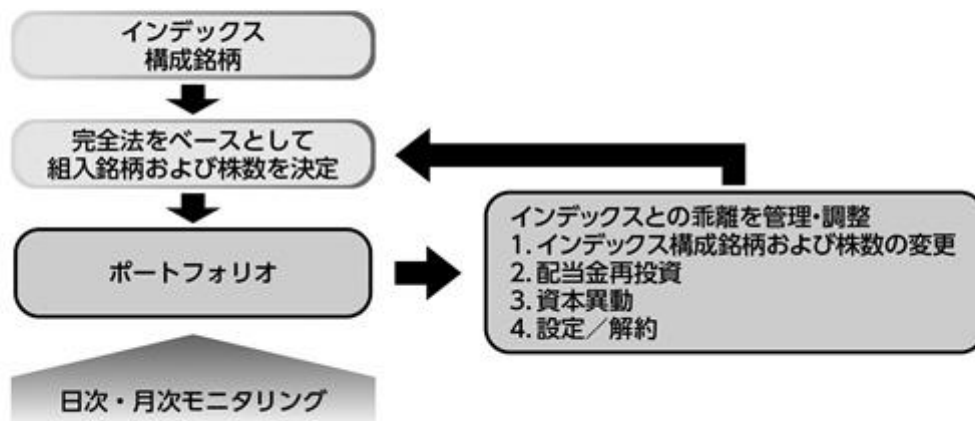 インデックス
構成銘柄
完全法をベースとして
組入銘柄および株数を決定
ポートフォリオ
インデックスとの乖離を管理・調整
1. インデックス構成銘柄および株数の変更
2. 配当金再投資
3. 資本異動
4. 設定／解約
日次・月次モニタリング